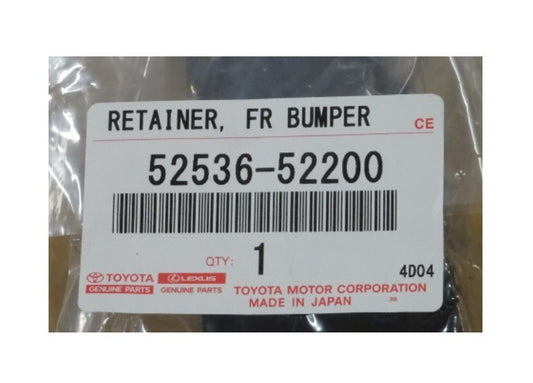 RETAINER, FR BUMPER
CE
52536-52200
QTY: 1
4D04
TOYOTA LEXUS
GENUINE PARTS GENUINE PARTS
TOYOTA MOTOR CORPORATION
MADE IN JAPAN